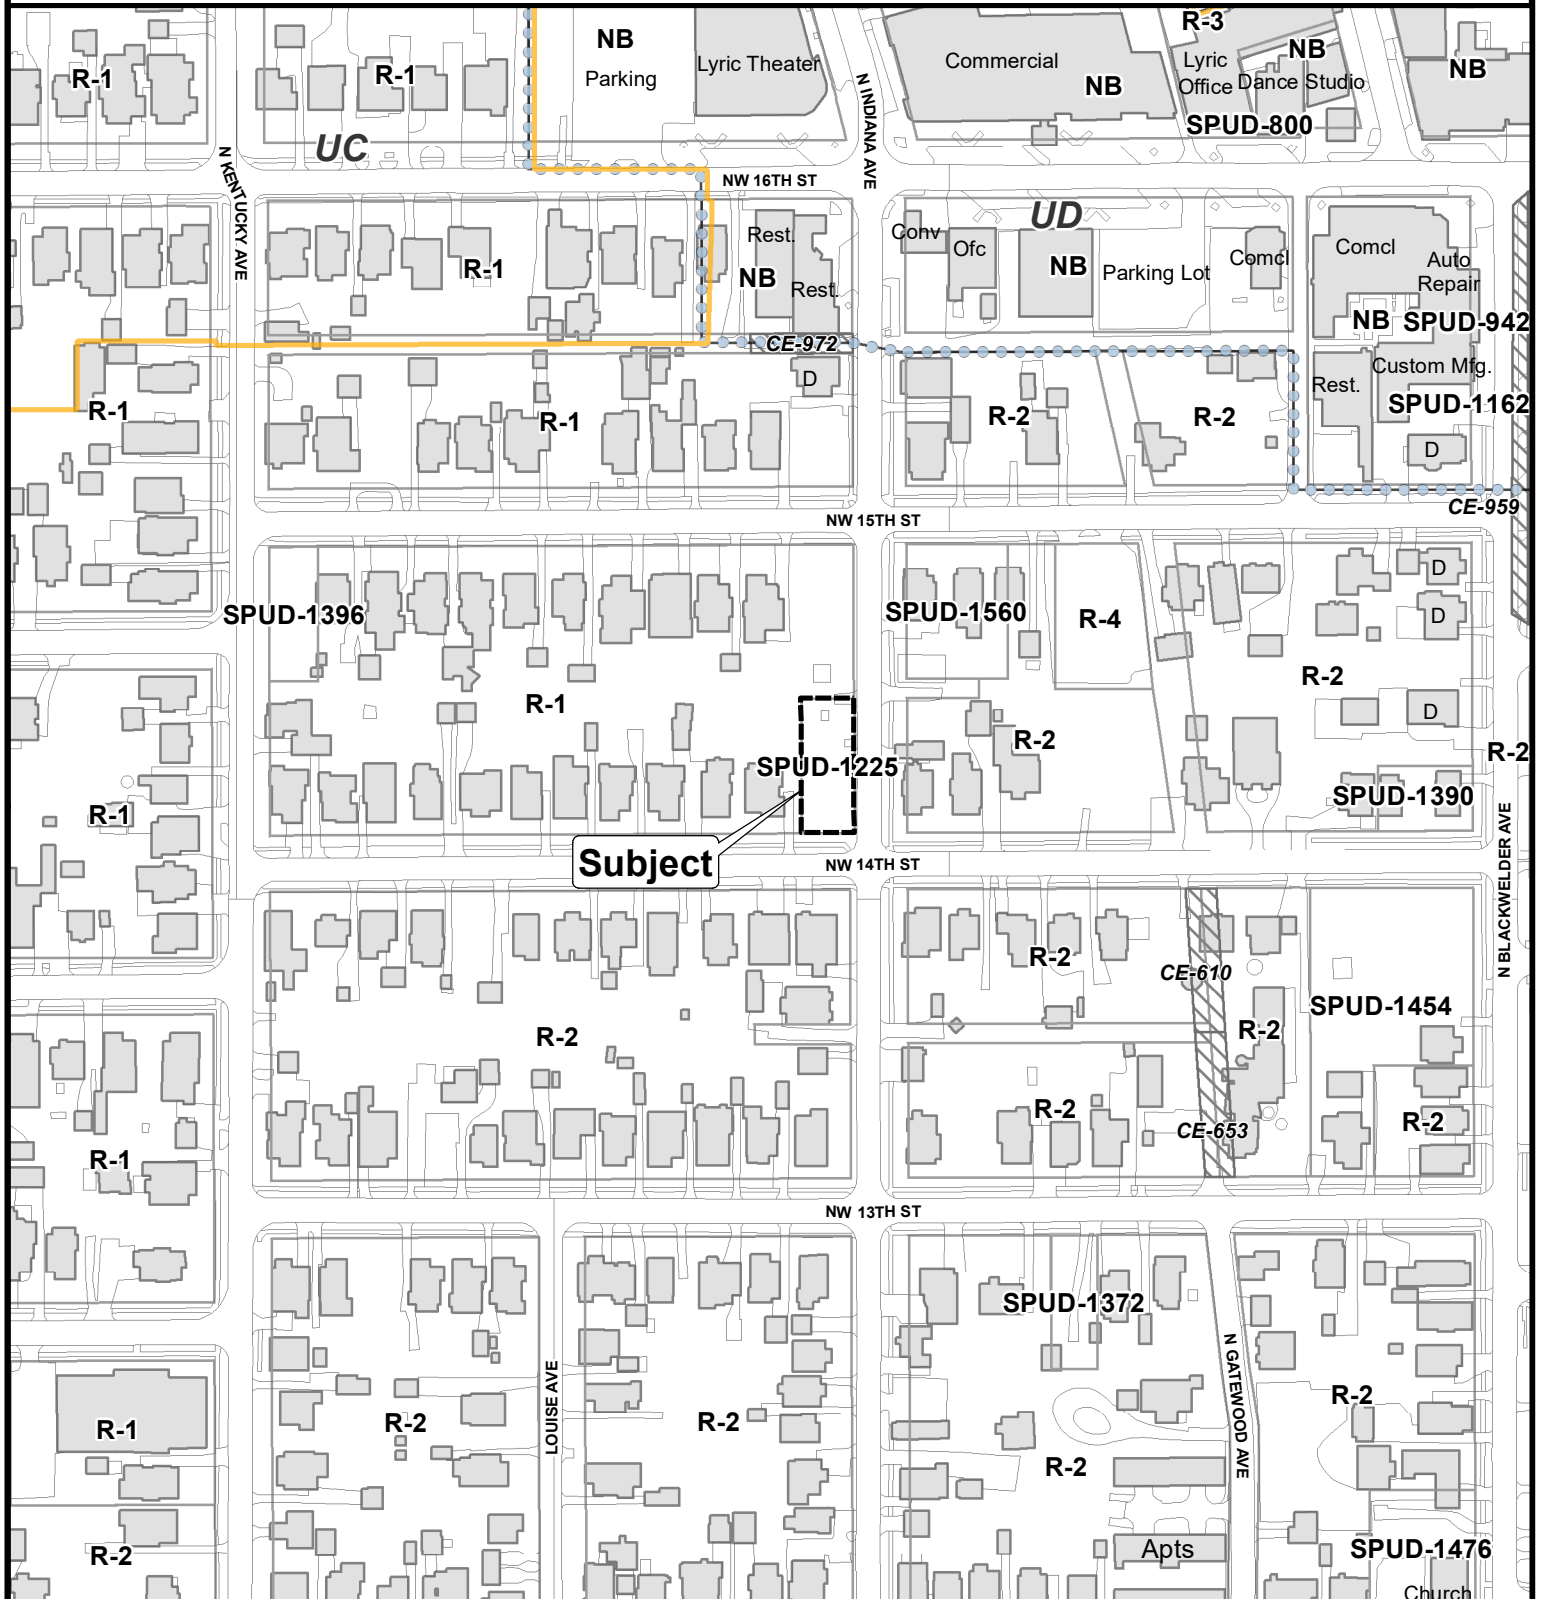 R-3
NB
NB
R-1
R-1
Lyric Theater
Commercial
Lyric
Office
Dance Studio
NB
Parking
NB
SPUD-800
UC
N INDIANA AVE
N KENTUCKY AVE
NW 16TH ST
UD
Rest.
Conv
Ofc
Comcl
Comcl
Auto
Repair
R-1
NB
Rest.
NB
Parking Lot
NB
SPUD-942
CE-972
D
Custom Mfg.
Rest.
SPUD-1162
R-1
R-1
R-2
R-2
D
CE-959
NW 15TH ST
D
SPUD-1396
SPUD-1560
R-4
D
R-2
R-1
D
R-2
R-2
SPUD-1225
SPUD-1390
R-1
Subject
NW 14TH ST
N BLACKWELDER AVE
R-2
CE-610
SPUD-1454
R-2
R-2
R-2
CE-653
R-2
R-1
NW 13TH ST
SPUD-1372
N GATEWOOD AVE
LOUISE AVE
R-1
R-2
R-2
R-2
R-2
R-2
Apts
SPUD-1476
Church